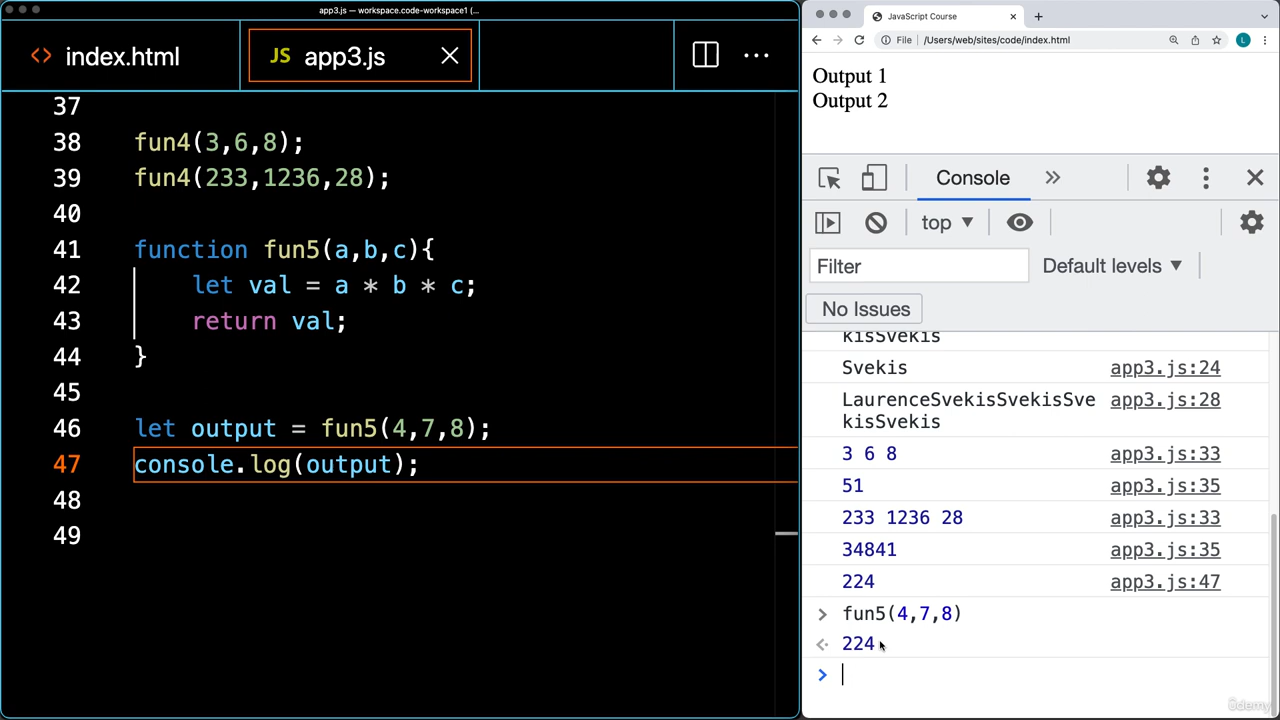 app3.js — workspace.code-workspace1 (...
index.html
JS app3.js
37
38 fun4(3,6,8);
39 fun4(233,1236,28);
40
41 function fun5(a,b,c){
42 let val = a * b * c;
43 return val;
44 }
45
46 let output = fun5(4,7,8);
47 console.log(output);
48
49
JavaScript Course
File /Users/web/sites/code/index.html
L
Output 1
Output 2
Console
top
Filter
Default levels
No Issues
kisSvekis
Svekis app3.js:24
LaurenceSvekisSvekisSve app3.js:28
kisSvekis
3 6 8 app3.js:33
51 app3.js:35
233 1236 28 app3.js:33
34841 app3.js:35
224 app3.js:47
> fun5(4,7,8)
224
>
ûdemy